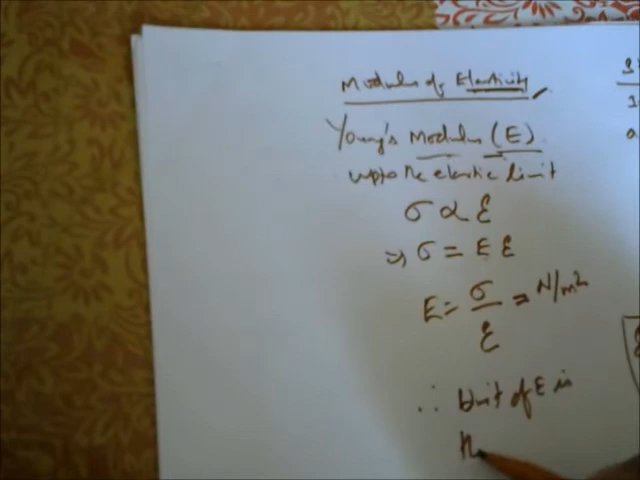 Modulus of Elasticity
Young's Modulus (E)
upto the elastic limit
σ ∝ ε
⇒ σ = E ε
E = σ/ε = N/m²
∴ Unit of E is
N